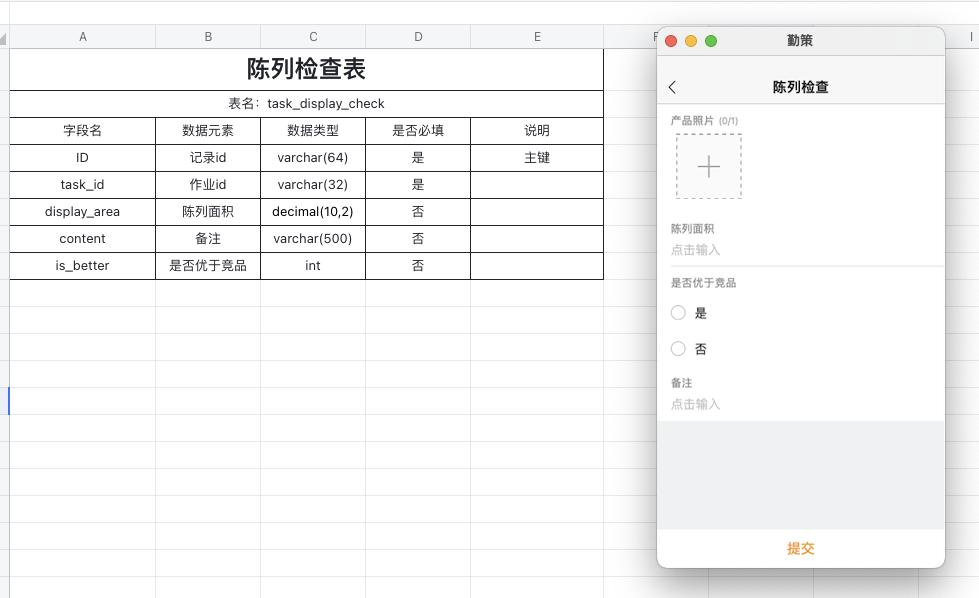 A B C D E F I
陈列检查表
表名：task_display_check
字段名 数据元素 数据类型 是否必填 说明
ID 记录id varchar(64) 是 主键
task_id 作业id varchar(32) 是
display_area 陈列面积 decimal(10,2) 否
content 备注 varchar(500) 否
is_better 是否优于竞品 int 否
勤策
陈列检查
产品照片 (0/1)
陈列面积
点击输入
是否优于竞品
是
否
备注
点击输入
提交